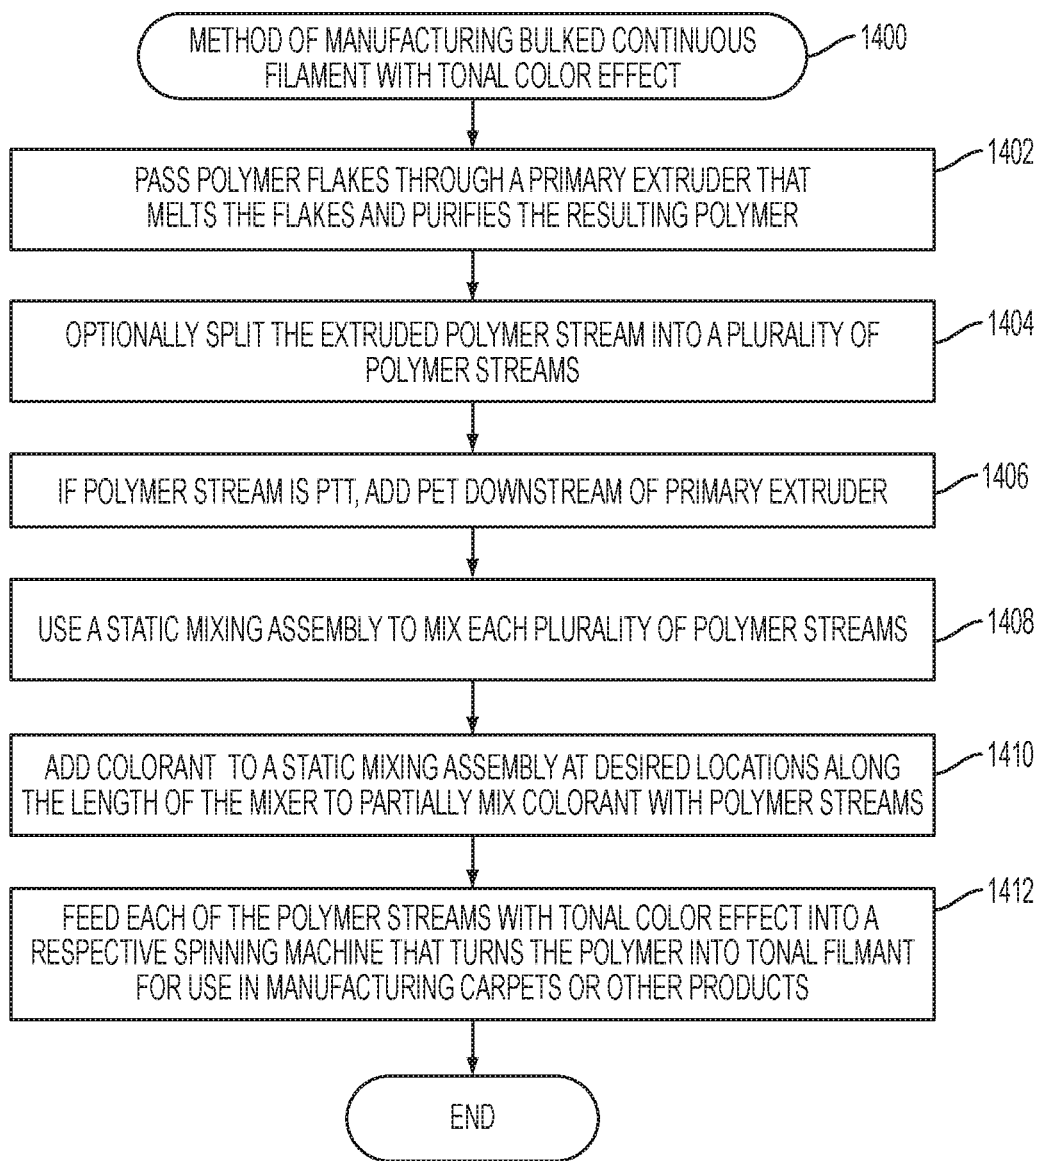 METHOD OF MANUFACTURING BULKED CONTINUOUS
FILAMENT WITH TONAL COLOR EFFECT
1400
PASS POLYMER FLAKES THROUGH A PRIMARY EXTRUDER THAT
MELTS THE FLAKES AND PURIFIES THE RESULTING POLYMER
1402
OPTIONALLY SPLIT THE EXTRUDED POLYMER STREAM INTO A PLURALITY OF
POLYMER STREAMS
1404
IF POLYMER STREAM IS PTT, ADD PET DOWNSTREAM OF PRIMARY EXTRUDER
1406
USE A STATIC MIXING ASSEMBLY TO MIX EACH PLURALITY OF POLYMER STREAMS
1408
ADD COLORANT TO A STATIC MIXING ASSEMBLY AT DESIRED LOCATIONS ALONG
THE LENGTH OF THE MIXER TO PARTIALLY MIX COLORANT WITH POLYMER STREAMS
1410
FEED EACH OF THE POLYMER STREAMS WITH TONAL COLOR EFFECT INTO A
RESPECTIVE SPINNING MACHINE THAT TURNS THE POLYMER INTO TONAL FILMANT
FOR USE IN MANUFACTURING CARPETS OR OTHER PRODUCTS
1412
END